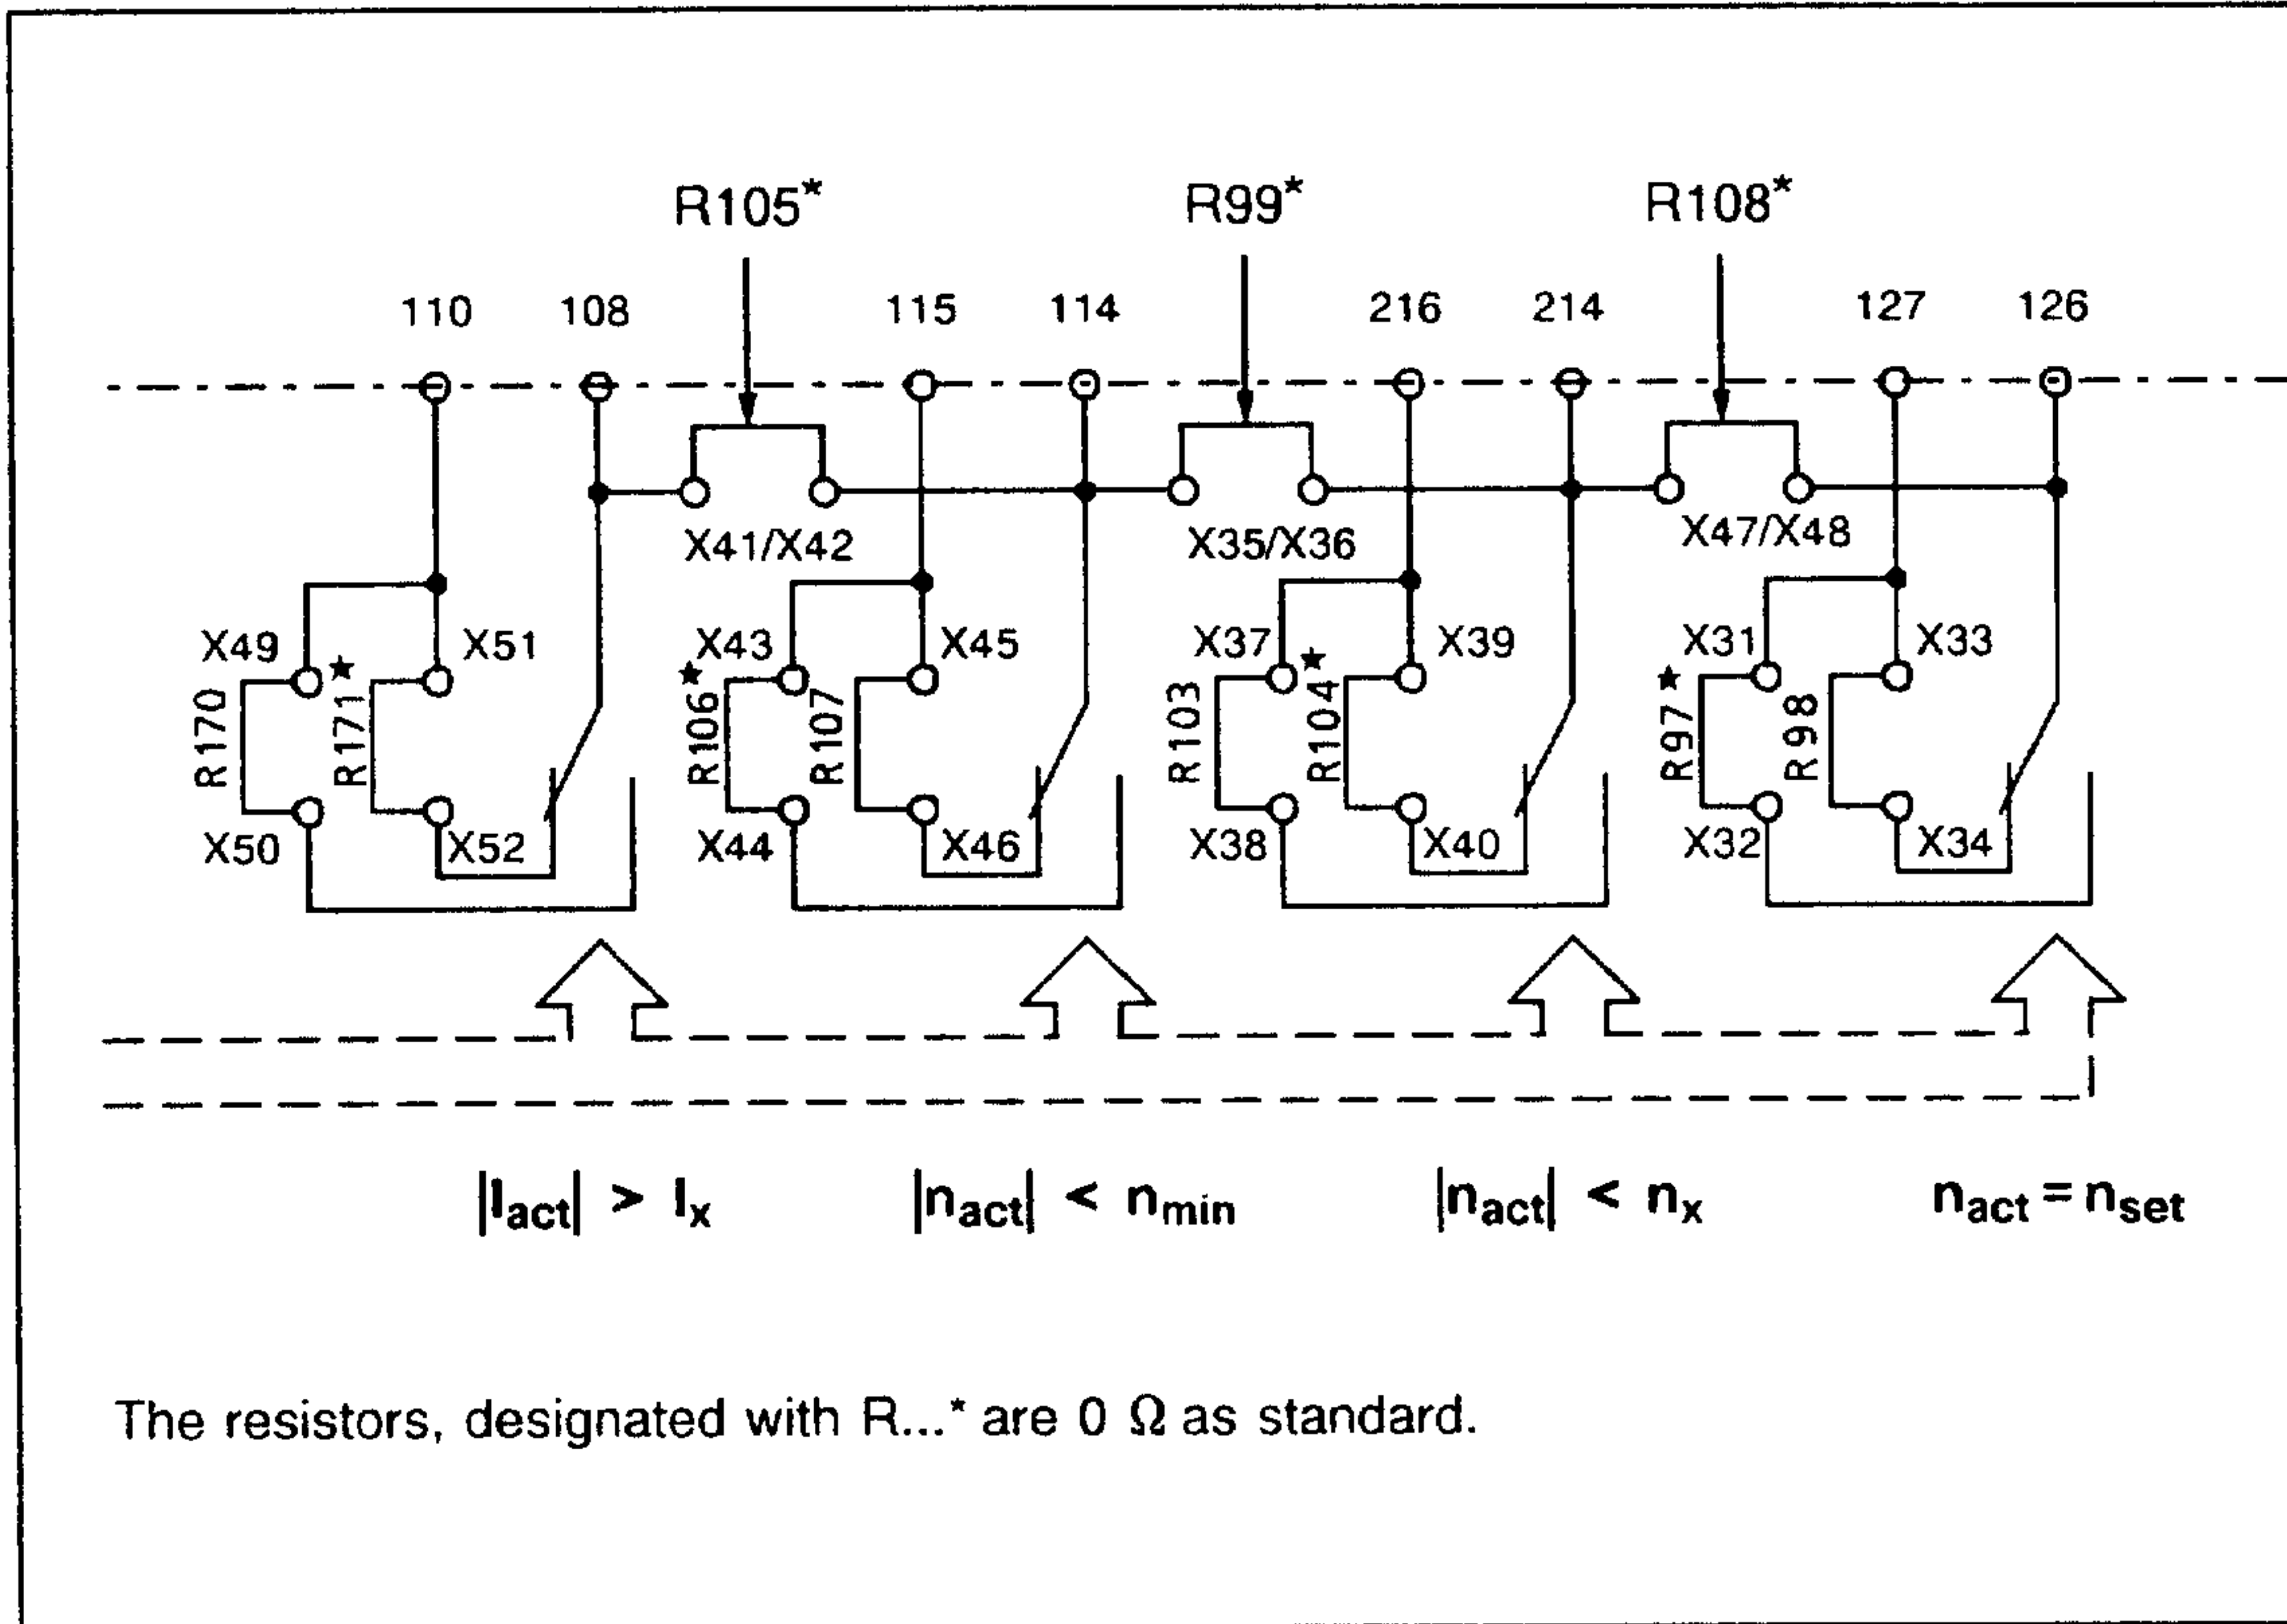 R105* R99* R108*
110 108 115 114 216 214 127 126
X41/X42 X35/X36 X47/X48
X49 ★ X51 X43 X45 X37 ★ X39 X31 X33
★ ★
R170 R171 R106 R107 R103 R104 R97 R98
X50 X52 X44 X46 X38 X40 X32 X34
|Iact| > Ix |nact| < nmin |nact| < nx nact = nset
The resistors, designated with R...* are 0 Ω as standard.